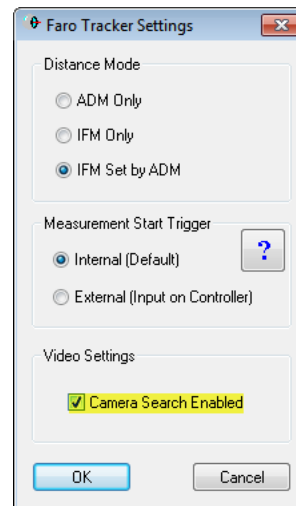 Faro Tracker Settings
Distance Mode
ADM Only
IFM Only
IFM Set by ADM
Measurement Start Trigger
?
Internal (Default)
External (Input on Controller)
Video Settings
Camera Search Enabled
OK
Cancel